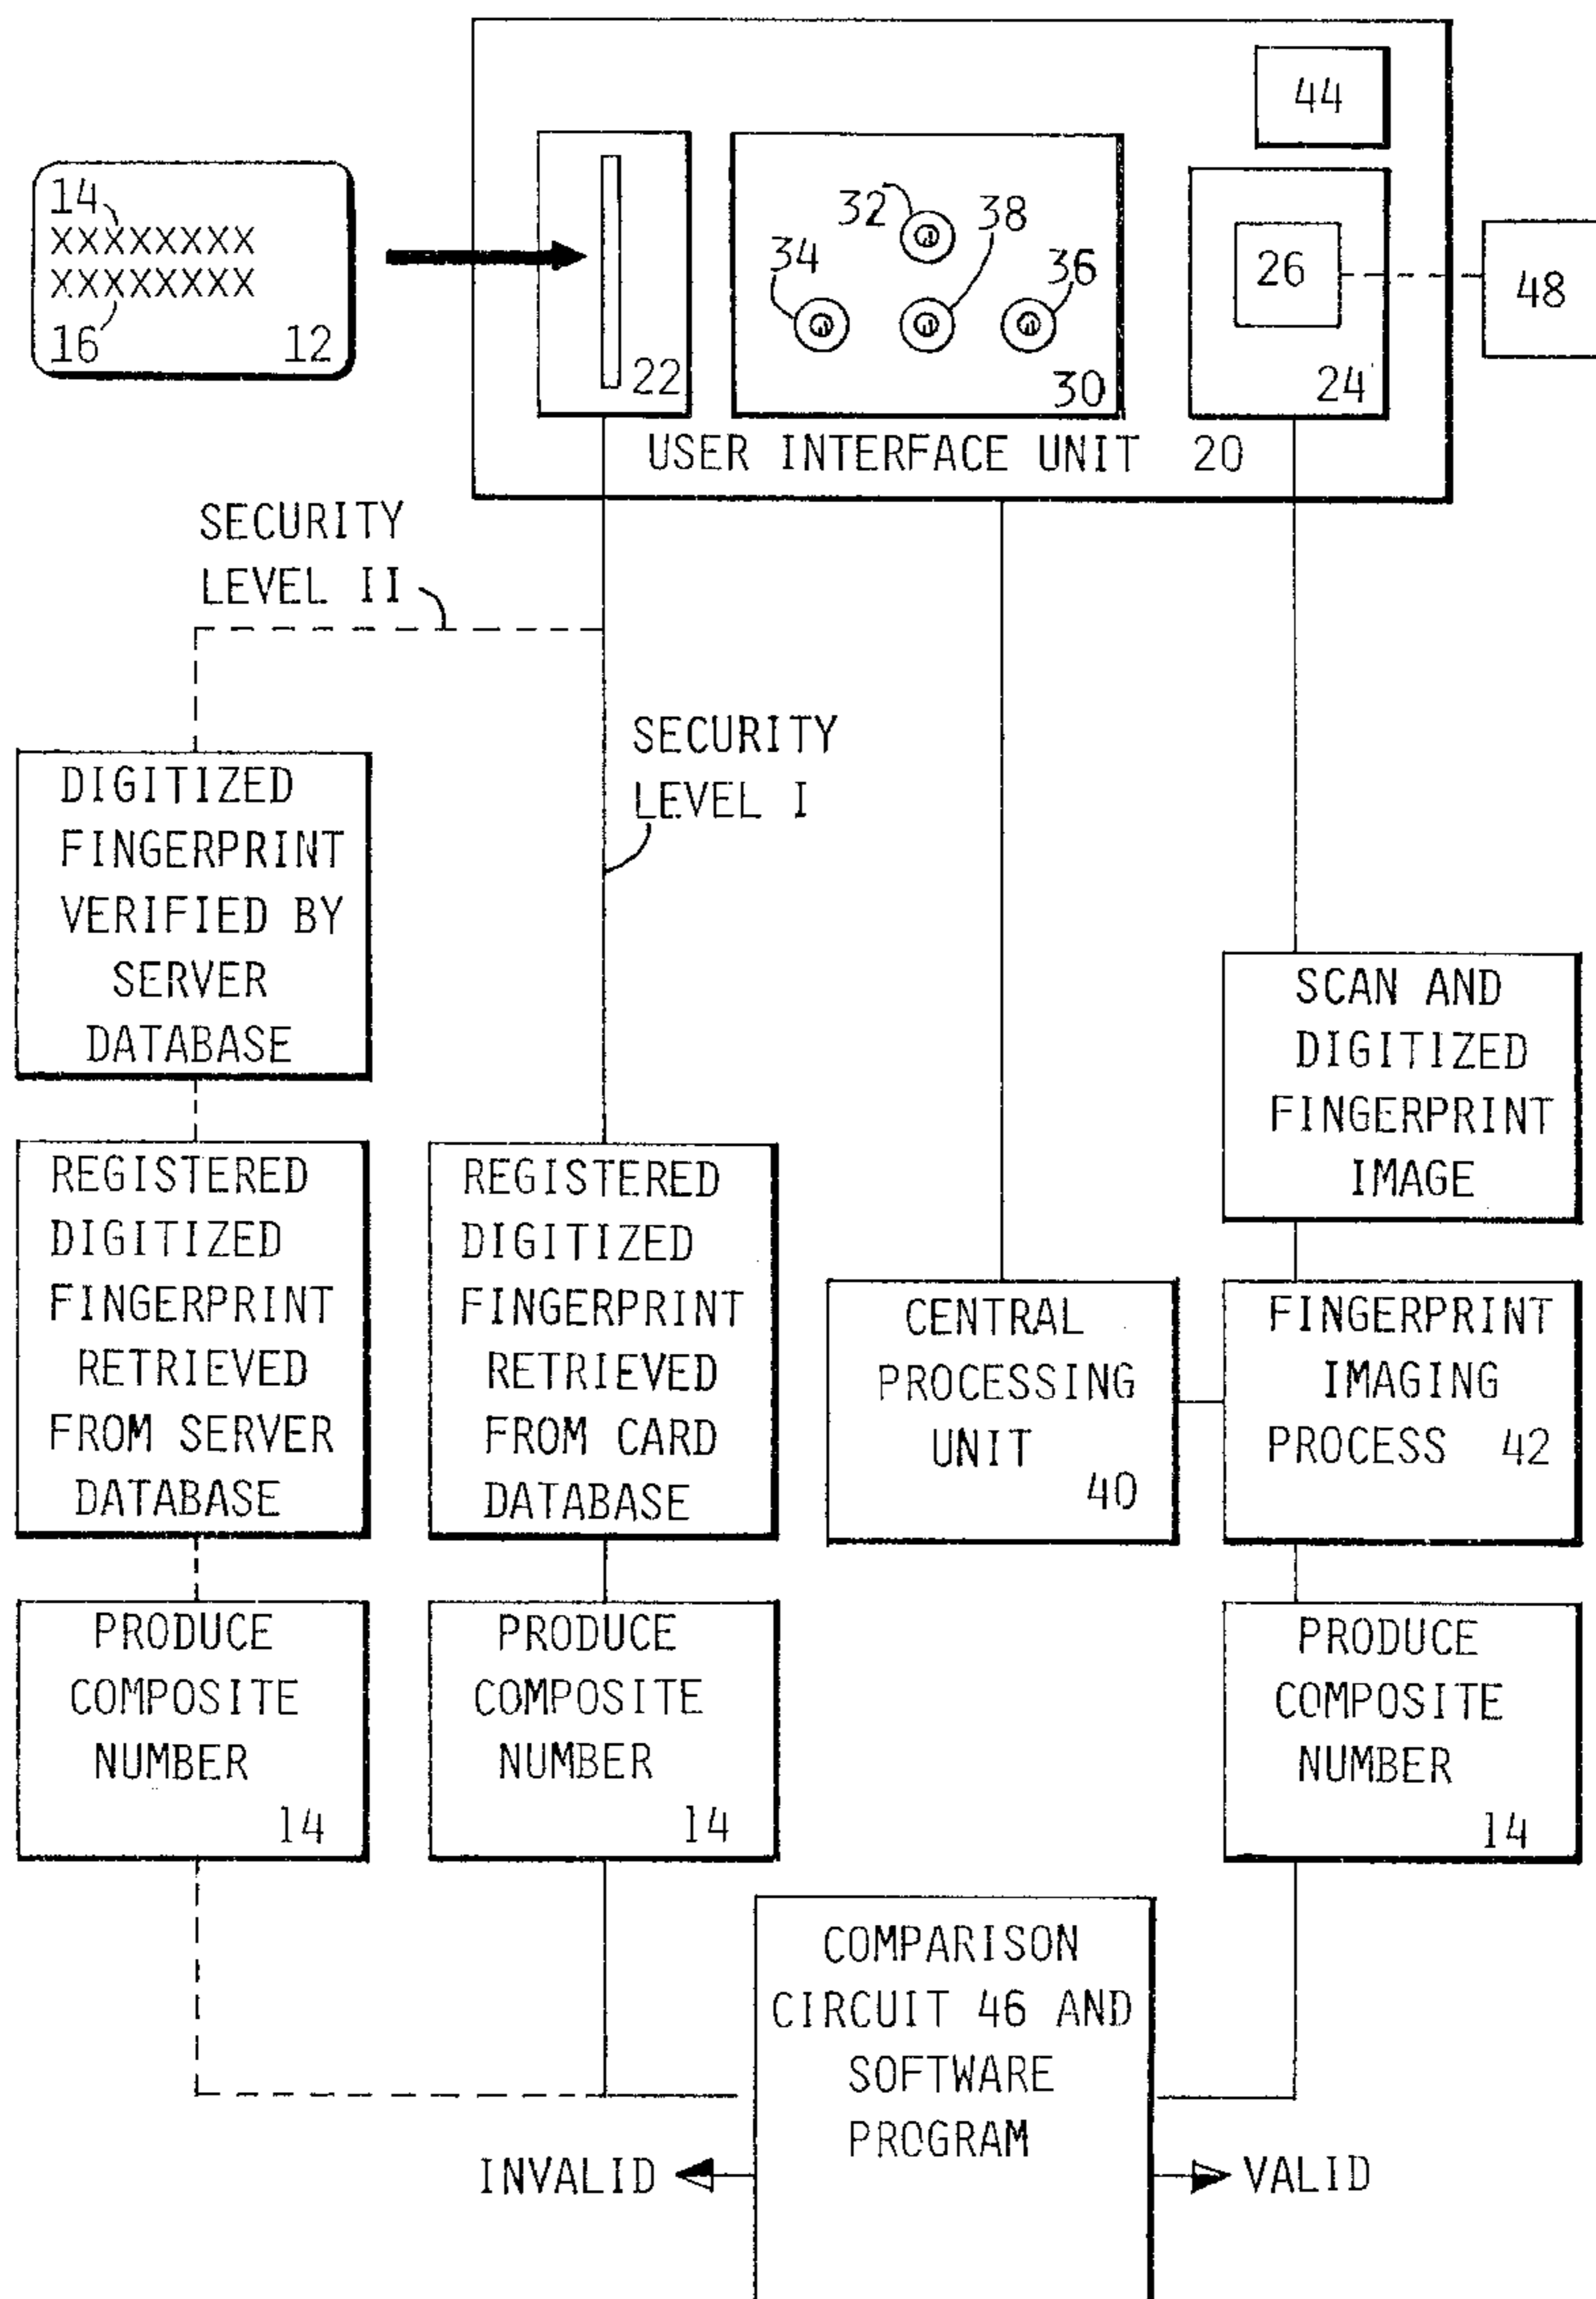 44
14
XXXXXXXX
XXXXXXXX
16
12
22
32
38
34
36
30
26
24
48
USER INTERFACE UNIT 20
SECURITY
LEVEL II
SECURITY
LEVEL I
DIGITIZED
FINGERPRINT
VERIFIED BY
SERVER
DATABASE
SCAN AND
DIGITIZED
FINGERPRINT
IMAGE
REGISTERED
DIGITIZED
FINGERPRINT
RETRIEVED
FROM SERVER
DATABASE
REGISTERED
DIGITIZED
FINGERPRINT
RETRIEVED
FROM CARD
DATABASE
CENTRAL
PROCESSING
UNIT
40
FINGERPRINT
IMAGING
PROCESS 42
PRODUCE
COMPOSITE
NUMBER
14
PRODUCE
COMPOSITE
NUMBER
14
PRODUCE
COMPOSITE
NUMBER
14
COMPARISON
CIRCUIT 46 AND
SOFTWARE
PROGRAM
INVALID
VALID